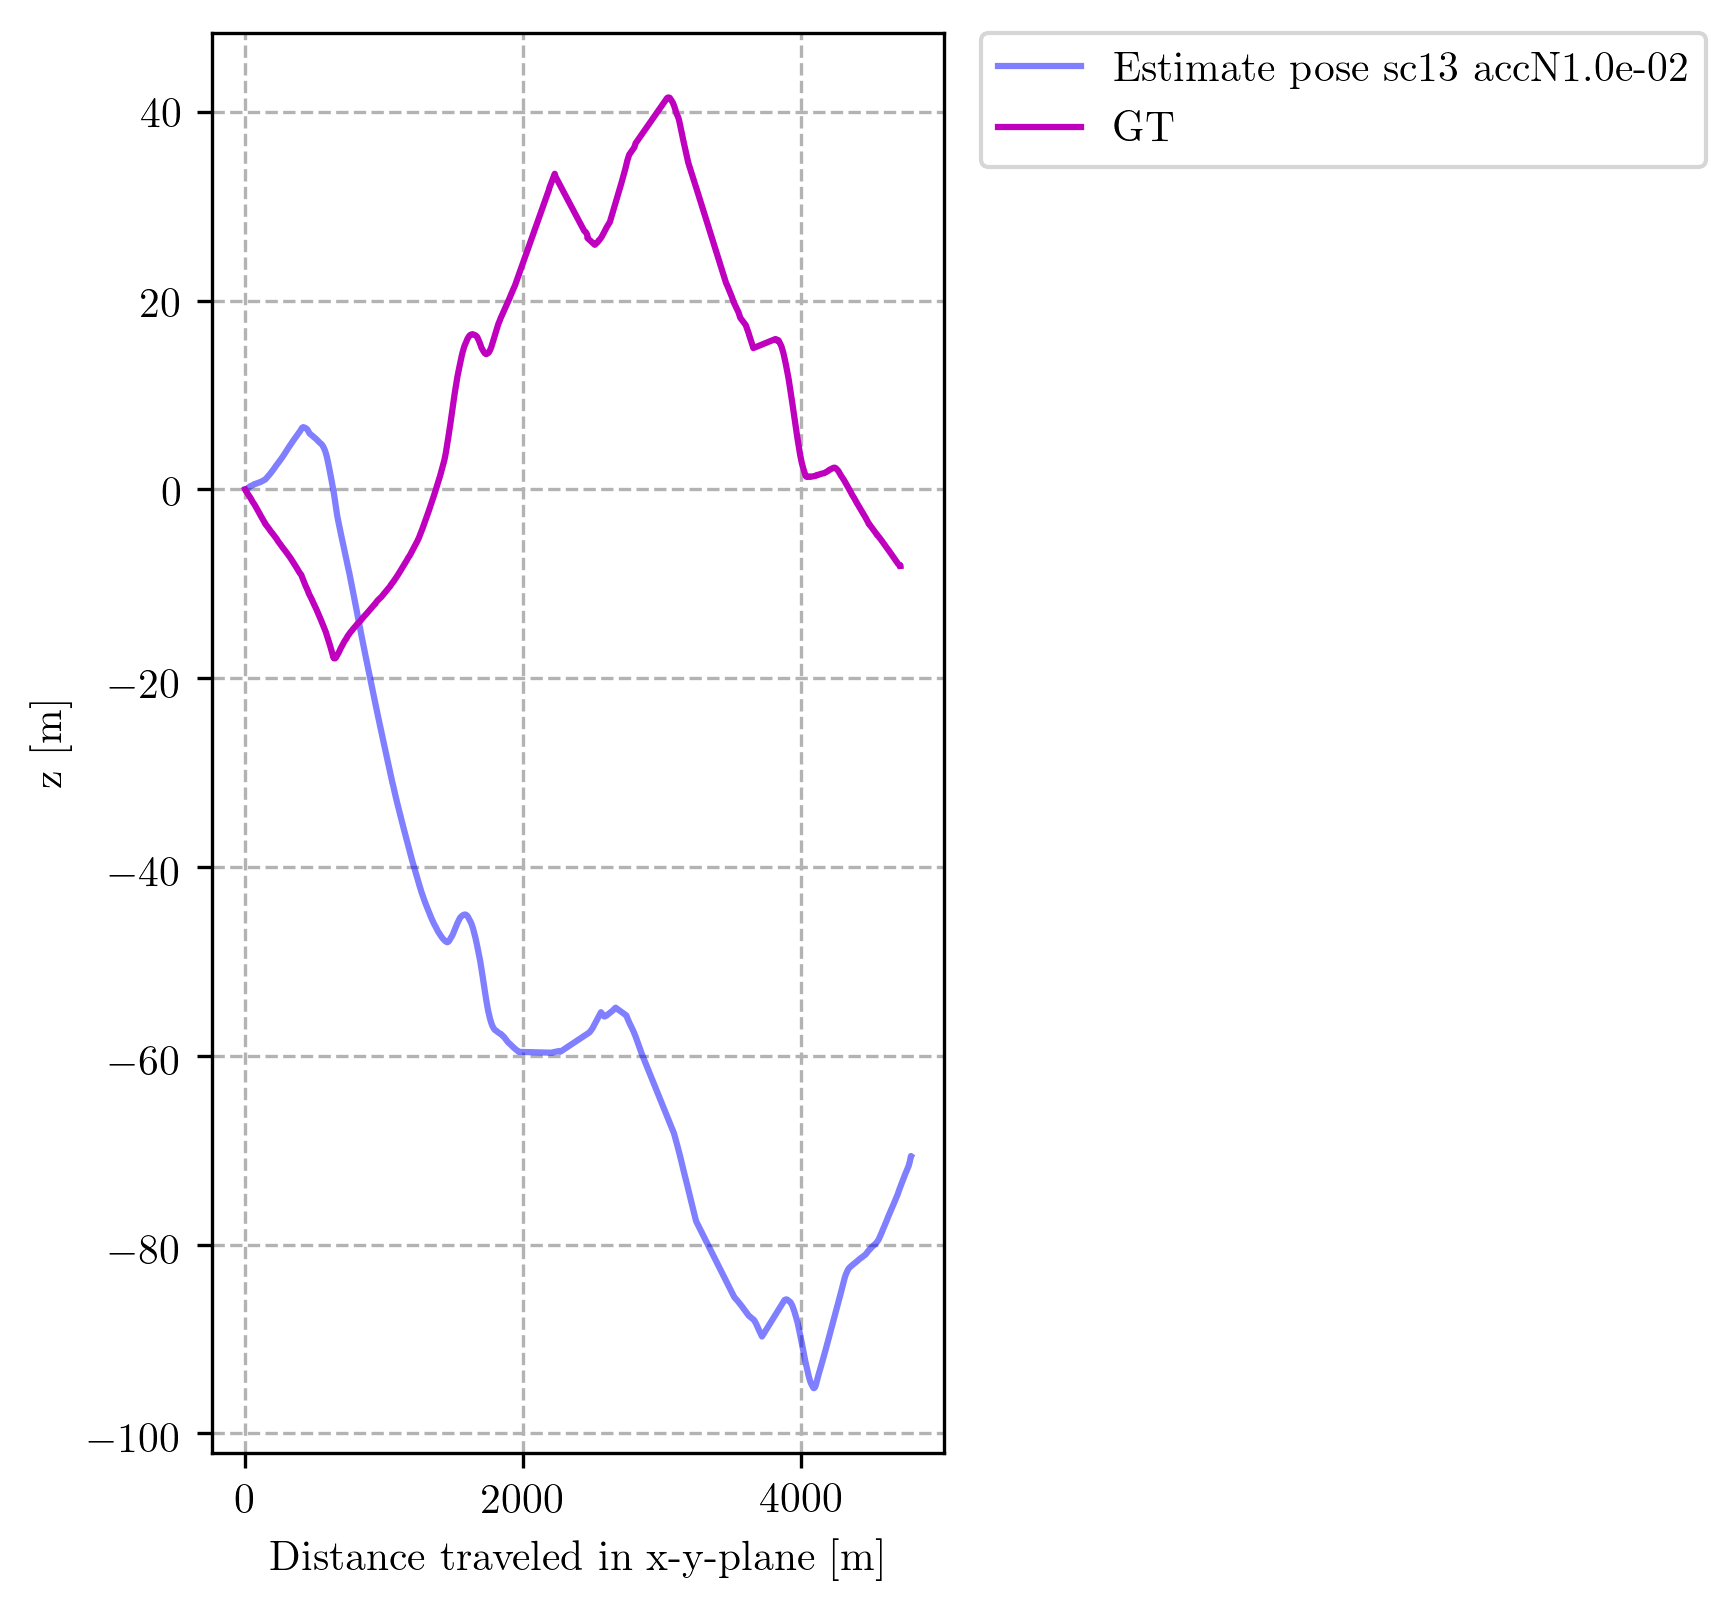 Estimate pose sc13 accN1.0e-02
GT
40
20
0
−20
−40
−60
−80
−100
z [m]
0 2000 4000
Distance traveled in x-y-plane [m]